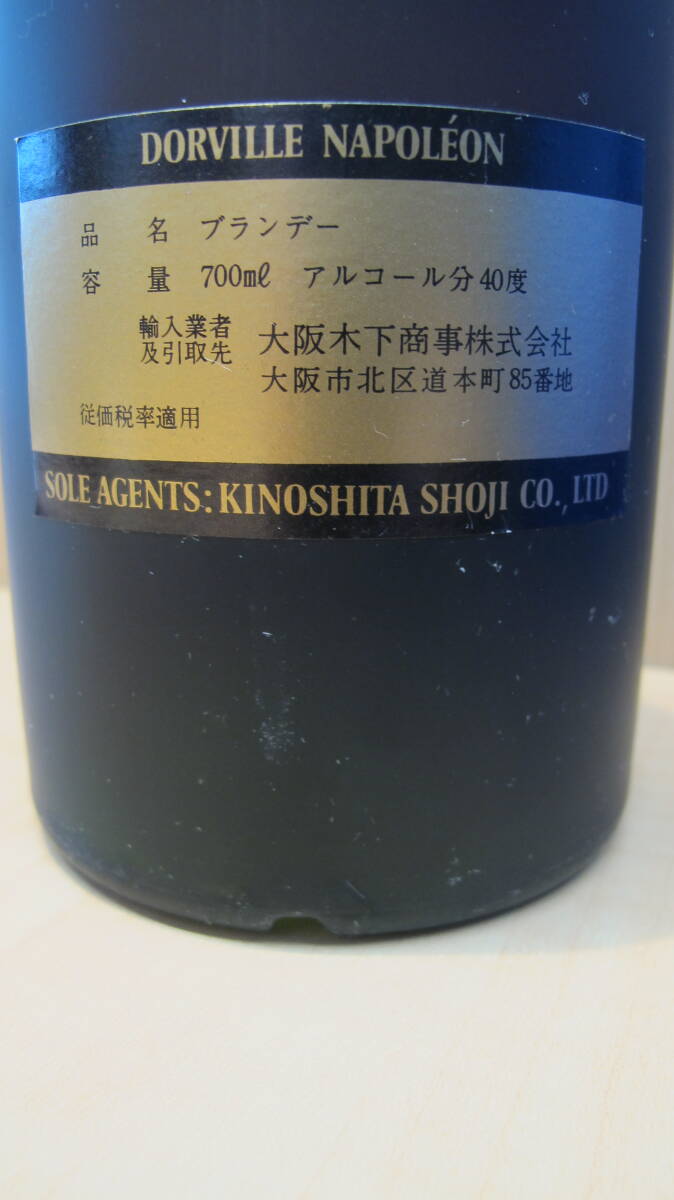 DORVILLE NAPOLÉON
品 名 ブランデー
容 量 700mℓ アルコール分40度
輸入業者
及引取先 大阪木下商事株式会社
大阪市北区道本町85番地
従価税率適用
SOLE AGENTS: KINOSHITA SHOJI CO., LTD